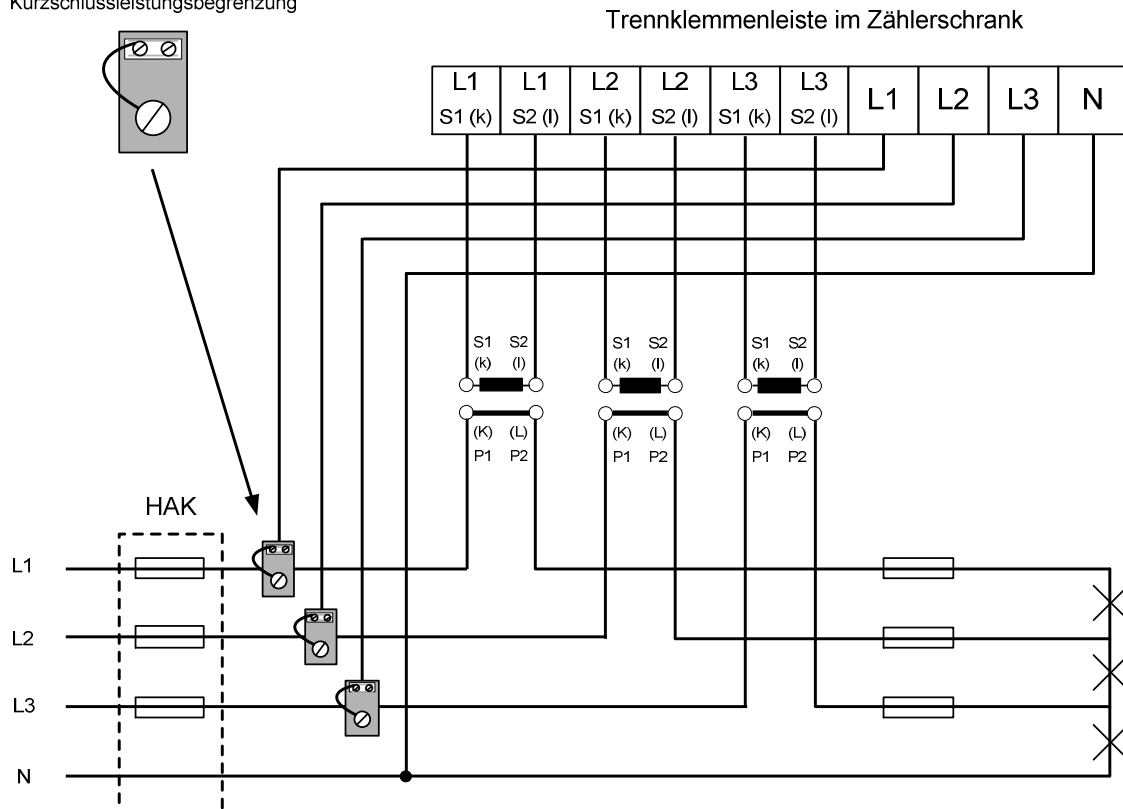 Kurzschlussleistungsbegrenzung
Trennklemmenleiste im Zählerschrank
L1 L1 L2 L2 L3 L3 L1 L2 L3 N
S1 (k) S2 (l) S1 (k) S2 (l) S1 (k) S2 (l)
S1 S2 S1 S2 S1 S2
(k) (l) (k) (l) (k) (l)
(K) (L) (K) (L) (K) (L)
P1 P2 P1 P2 P1 P2
HAK
L1
L2
L3
N